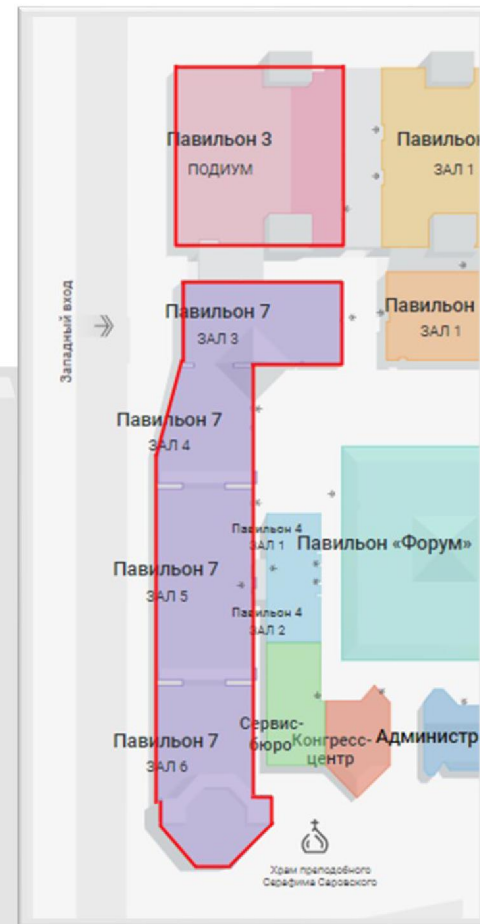 Павильон 3
ПОДИУМ
Павильон
ЗАЛ 1
Западный вход
Павильон 7
ЗАЛ 3
Павильон
ЗАЛ 1
Павильон 7
ЗАЛ 4
Павильон 4
ЗАЛ 1
Павильон «Форум»
Павильон 7
ЗАЛ 5
Павильон 4
ЗАЛ 2
Сервис-
бюро
Конгресс-
центр
Администр
Павильон 7
ЗАЛ 6
Храм преподобного
Серафима Саровского